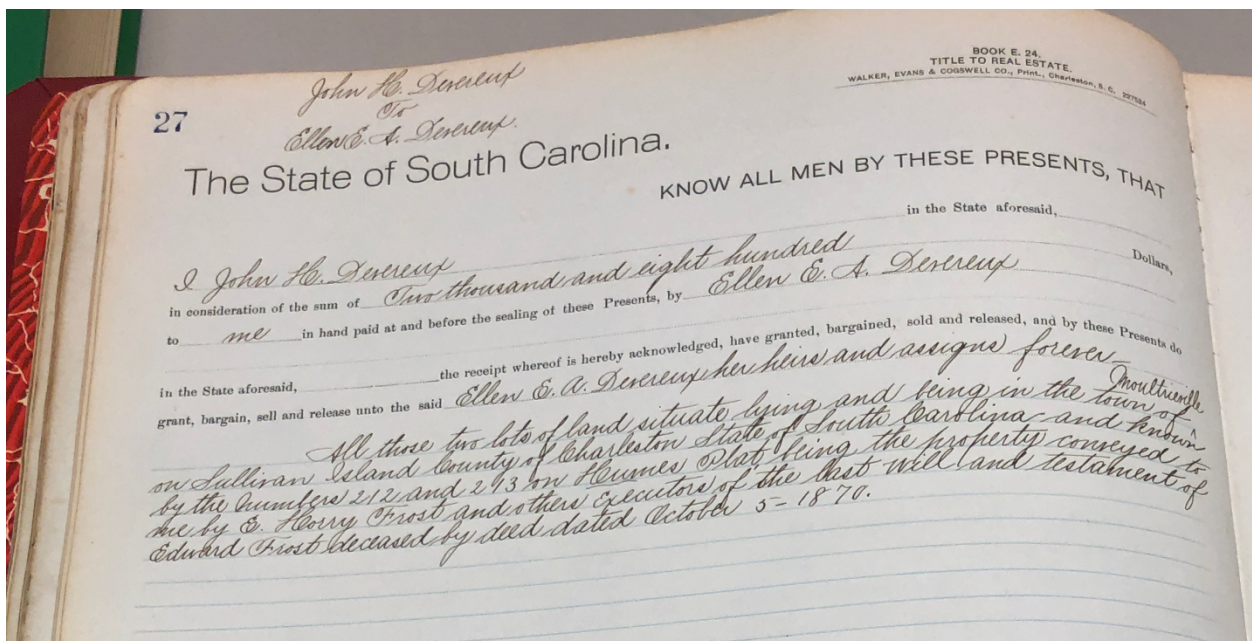 BOOK E. 24.
TITLE TO REAL ESTATE.
WALKER, EVANS & COGSWELL CO., Print., Charleston, S. C. 227524
27
John H. Devereux
To
Ellen E. A. Devereux.
The State of South Carolina.
KNOW ALL MEN BY THESE PRESENTS, THAT
I John H. Devereux in the State aforesaid,
in consideration of the sum of Two thousand and eight hundred Dollars,
to me in hand paid at and before the sealing of these Presents, by Ellen E. A. Devereux
in the State aforesaid, the receipt whereof is hereby acknowledged, have granted, bargained, sold and released, and by these Presents do
grant, bargain, sell and release unto the said Ellen E. A. Devereux her heirs and assigns forever
All those two lots of land situate lying and being in the town of Moultrieville
on Sullivan Island County of Charleston State of South Carolina and known
by the numbers 212 and 213 on Humes Plat being the property conveyed to
me by E. Horry Frost and others Executors of the last will and testament of
Edward Frost deceased by deed dated October 5-1870.